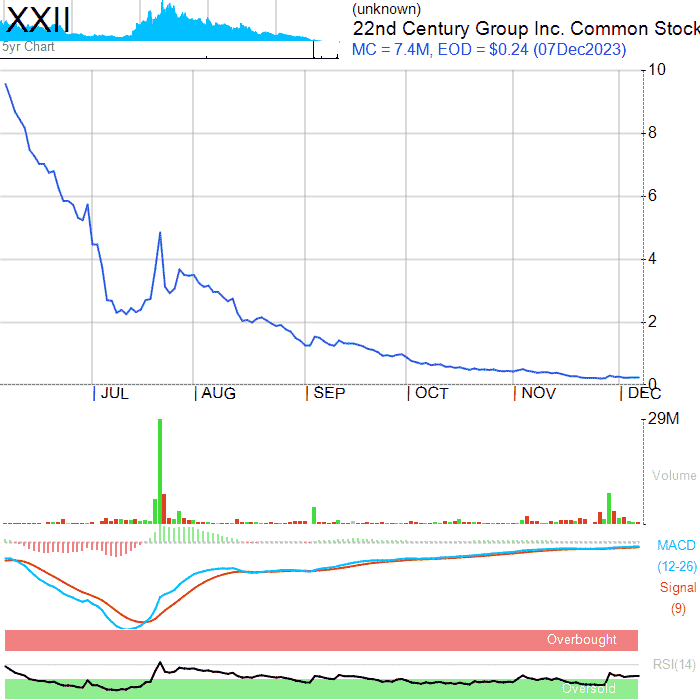 XXII
5yr Chart
(unknown)
22nd Century Group Inc. Common Stock
MC = 7.4M, EOD = $0.24 (07Dec2023)
10
8
6
4
2
0
JUL AUG SEP OCT NOV DEC
29M
Volume
MACD
(12-26)
Signal
(9)
Overbought
RSI(14)
Oversold